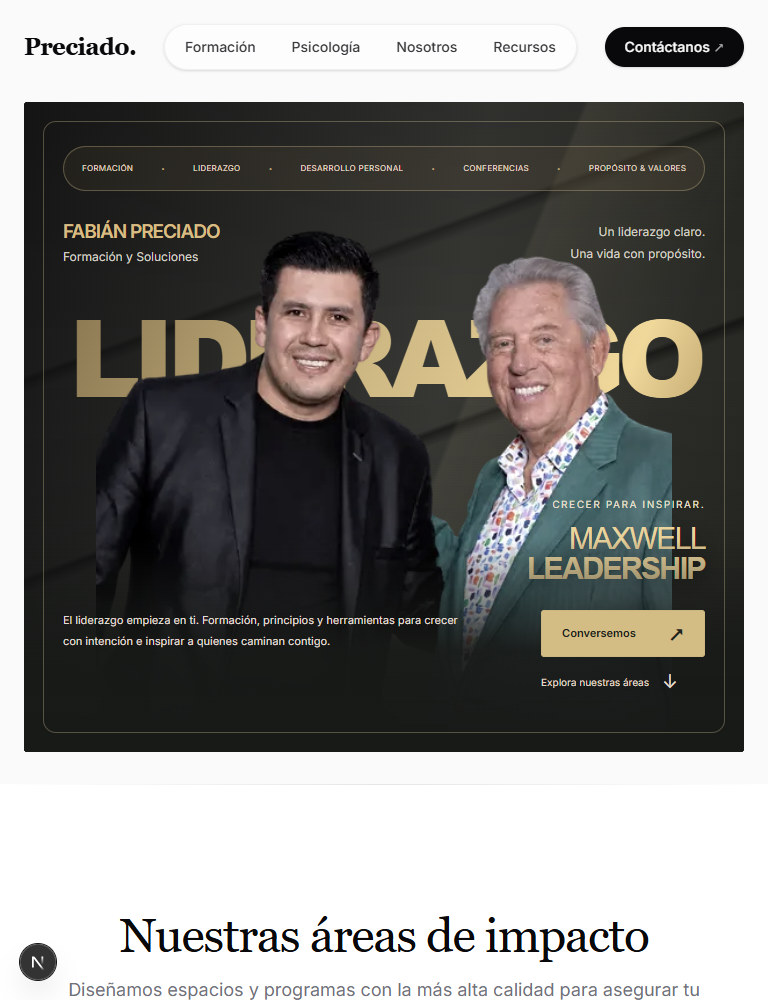 Preciado.
Formación
Psicología
Nosotros
Recursos
Contáctanos ↗
FORMACIÓN · LIDERAZGO · DESARROLLO PERSONAL · CONFERENCIAS · PROPÓSITO & VALORES
FABIÁN PRECIADO
Formación y Soluciones
Un liderazgo claro.
Una vida con propósito.
LIDERAZGO
CRECER PARA INSPIRAR.
MAXWELL
LEADERSHIP
El liderazgo empieza en ti. Formación, principios y herramientas para crecer
con intención e inspirar a quienes caminan contigo.
Conversemos ↗
Explora nuestras áreas ↓
Nuestras áreas de impacto
N
Diseñamos espacios y programas con la más alta calidad para asegurar tu